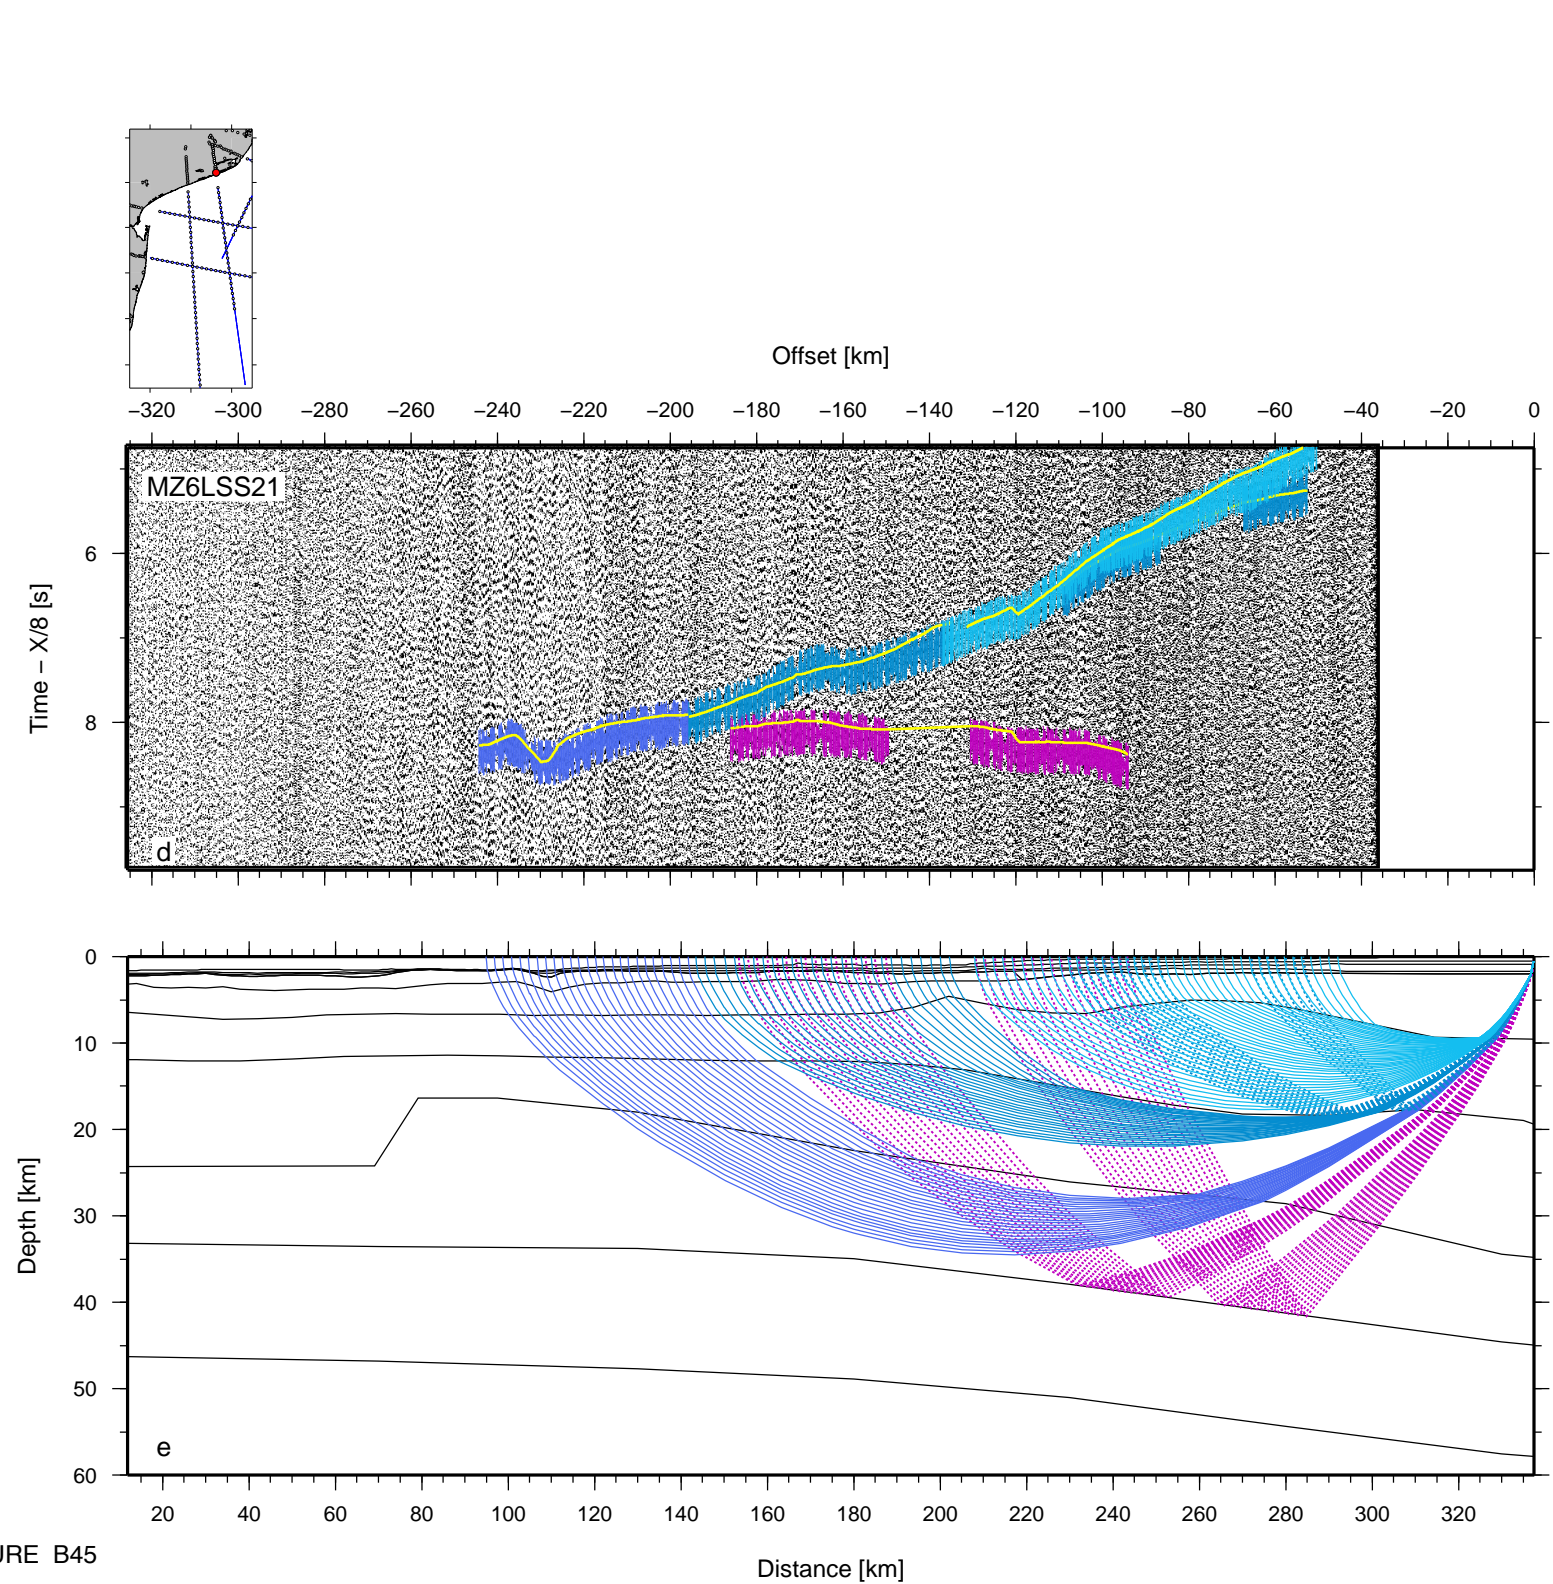 Offset [km]
−320 −300 −280 −260 −240 −220 −200 −180 −160 −140 −120 −100 −80 −60 −40 −20 0
MZ6LSS21
6
8
Time − X/8 [s]
d
0
10
20
30
40
50
60
Depth [km]
e
20 40 60 80 100 120 140 160 180 200 220 240 260 280 300 320
URE B45
Distance [km]